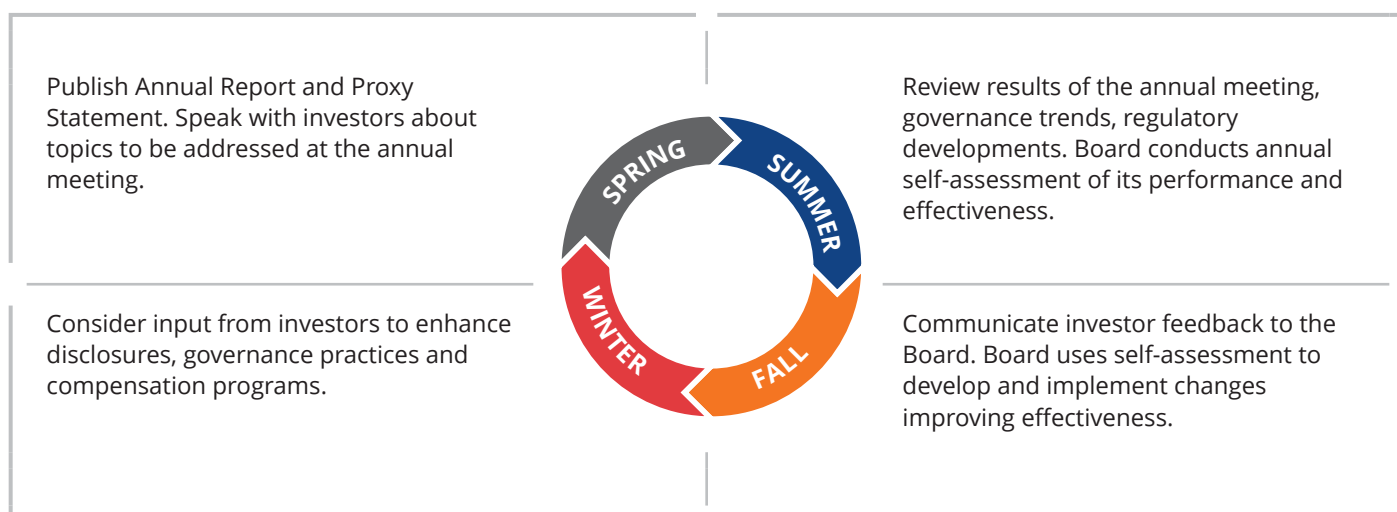 Publish Annual Report and Proxy
Statement. Speak with investors about
topics to be addressed at the annual
meeting.
SPRING
SUMMER
Review results of the annual meeting,
governance trends, regulatory
developments. Board conducts annual
self-assessment of its performance and
effectiveness.
Consider input from investors to enhance
disclosures, governance practices and
compensation programs.
WINTER
FALL
Communicate investor feedback to the
Board. Board uses self-assessment to
develop and implement changes
improving effectiveness.